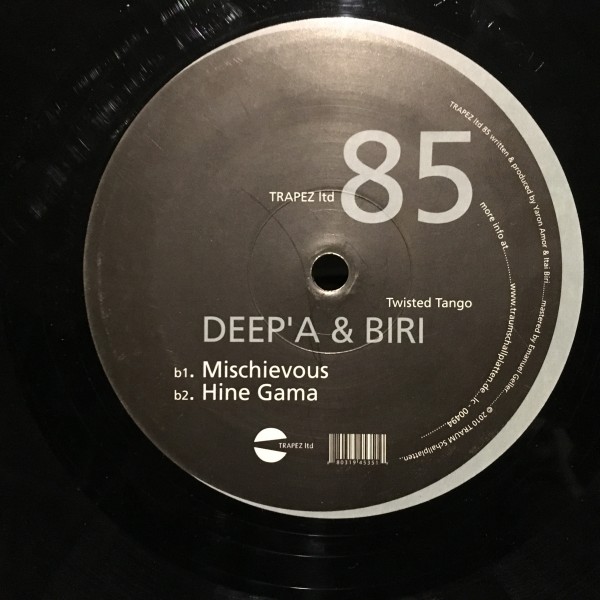 TRAPEZ ltd 85
Twisted Tango
DEEP'A & BIRI
b1. Mischievous
b2. Hine Gama
TRAPEZ ltd
TRAPEZ ltd 85 written & produced by Yaron Amor & Itai Biri.........mastered by Emanuel Geller.........© 2010 TRAUM Schallplatten..
more info at...........www.traumschallplatten.de ...lc - 00494..........